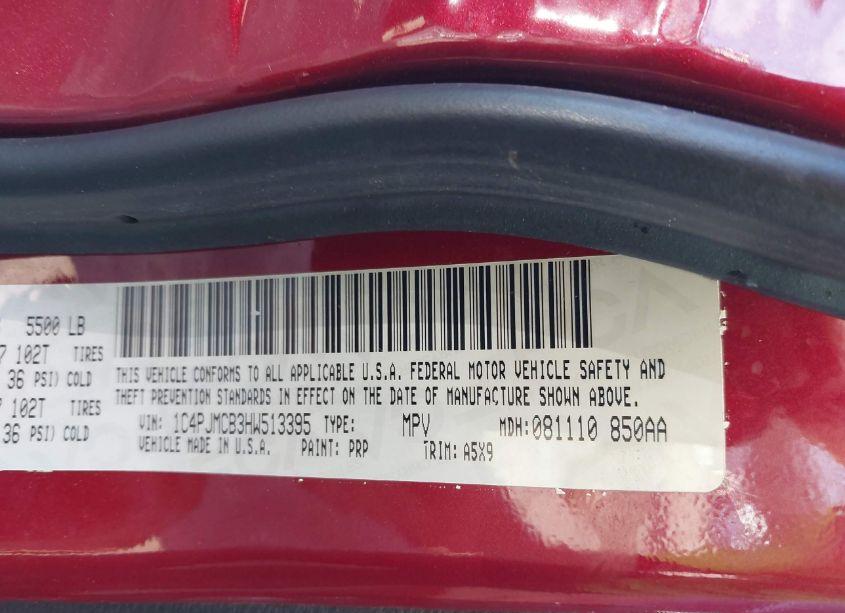 5500 LB
102T TIRES
36 PSI) COLD
102T TIRES
36 PSI) COLD
THIS VEHICLE CONFORMS TO ALL APPLICABLE U.S.A. FEDERAL MOTOR VEHICLE SAFETY AND
THEFT PREVENTION STANDARDS IN EFFECT ON THE DATE OF MANUFACTURE SHOWN ABOVE.
VIN: 1C4PJMCB3HW513395 TYPE: MPV MDH: 081110 850AA
VEHICLE MADE IN U.S.A. PAINT: PRP TRIM: A5X9